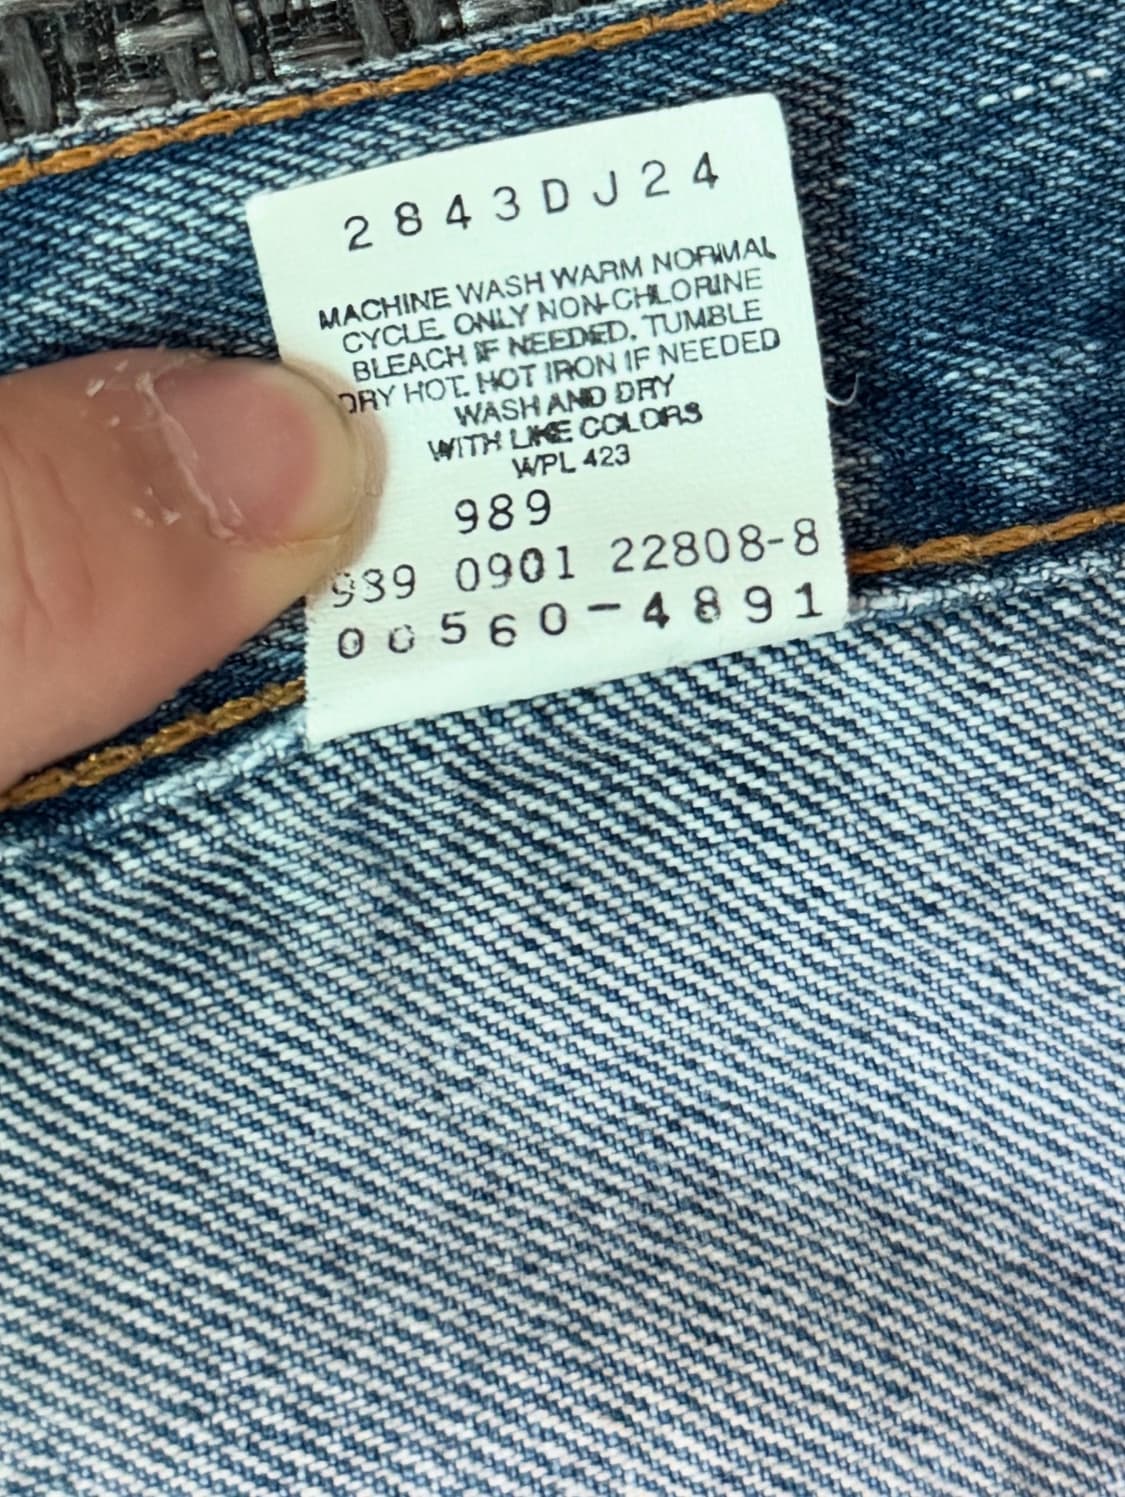 2843DJ24
MACHINE WASH WARM NORMAL
CYCLE. ONLY NON-CHLORINE
BLEACH IF NEEDED. TUMBLE
DRY HOT. HOT IRON IF NEEDED
WASH AND DRY
WITH LIKE COLORS
WPL 423
989
989 0901 22808-8
00560-4891